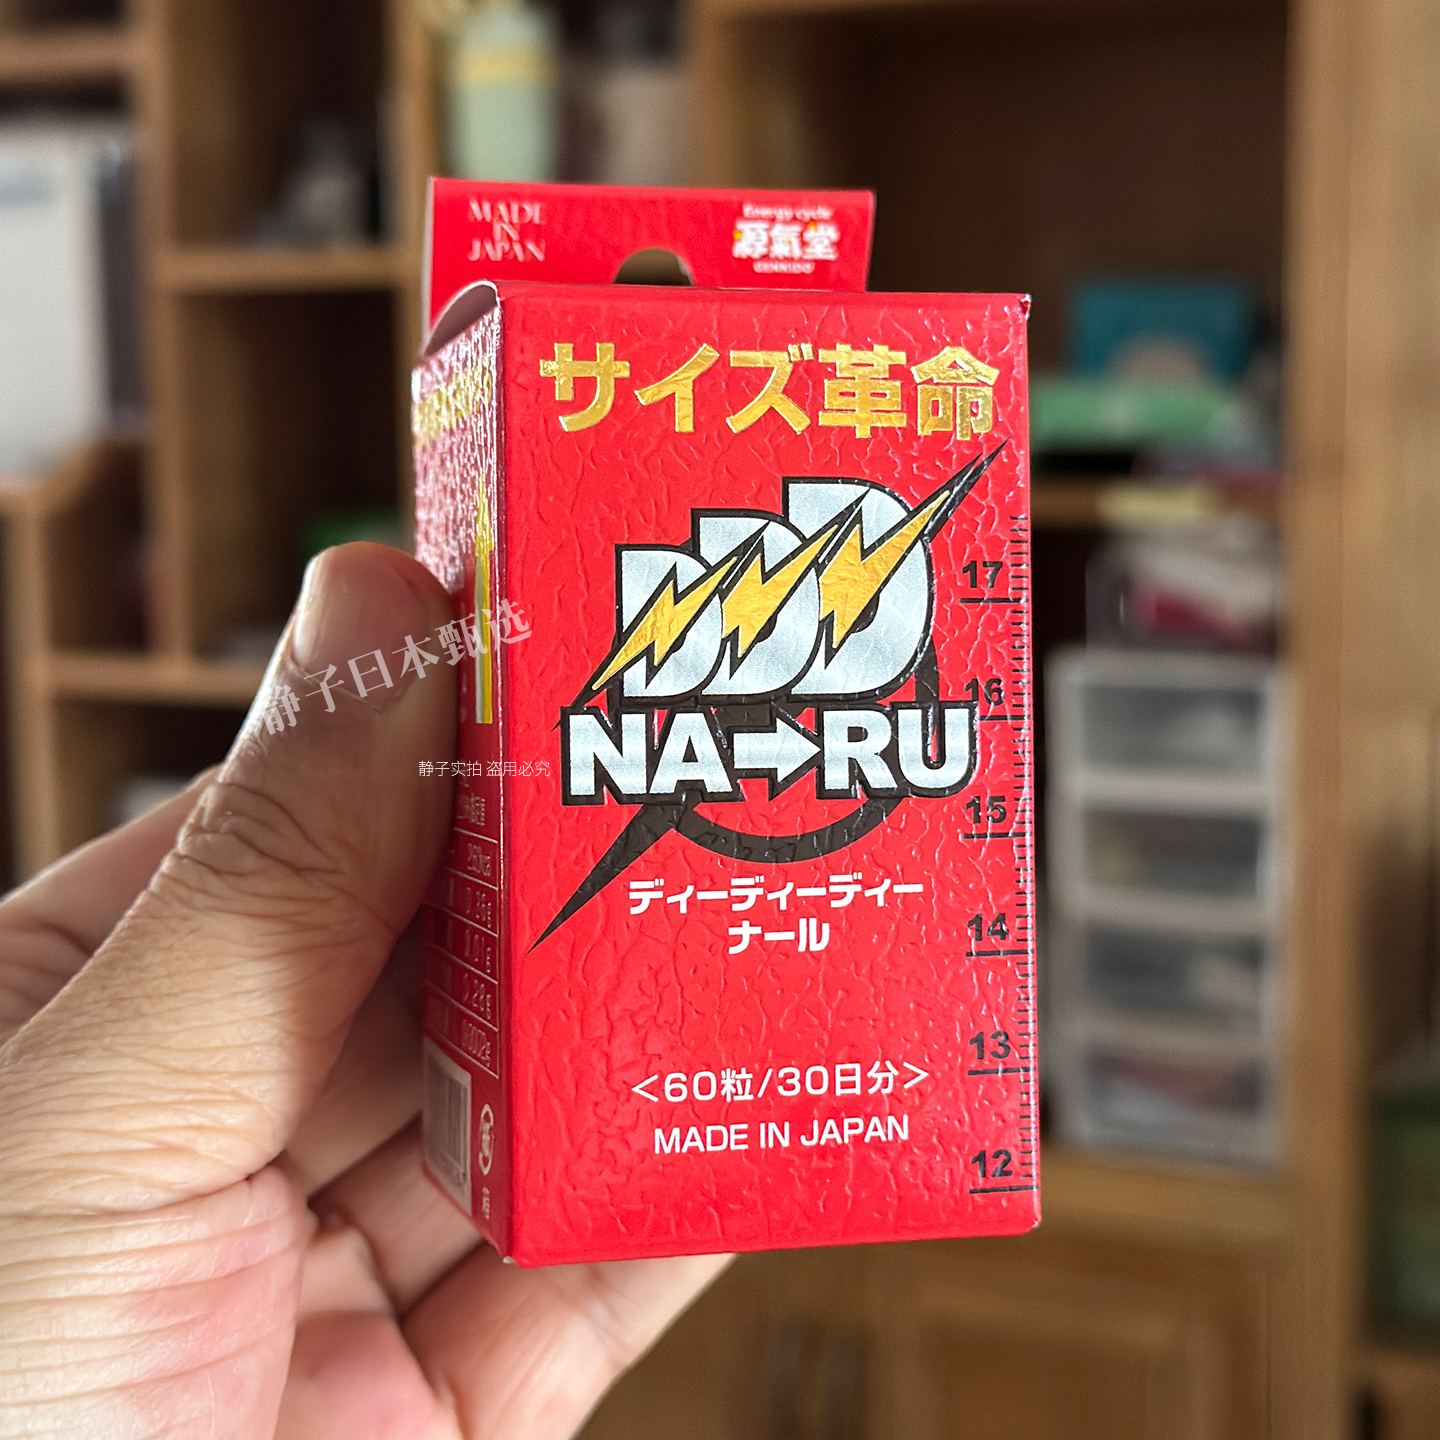 MADE
IN
JAPAN
Energy cycle
源氣堂
GENKIDO
サイズ革命
DDD
NA→RU
ディーディーディー
ナール
17
16
15
14
13
12
<60粒/30日分>
MADE IN JAPAN
静子日本甄选
静子实拍 盗用必究